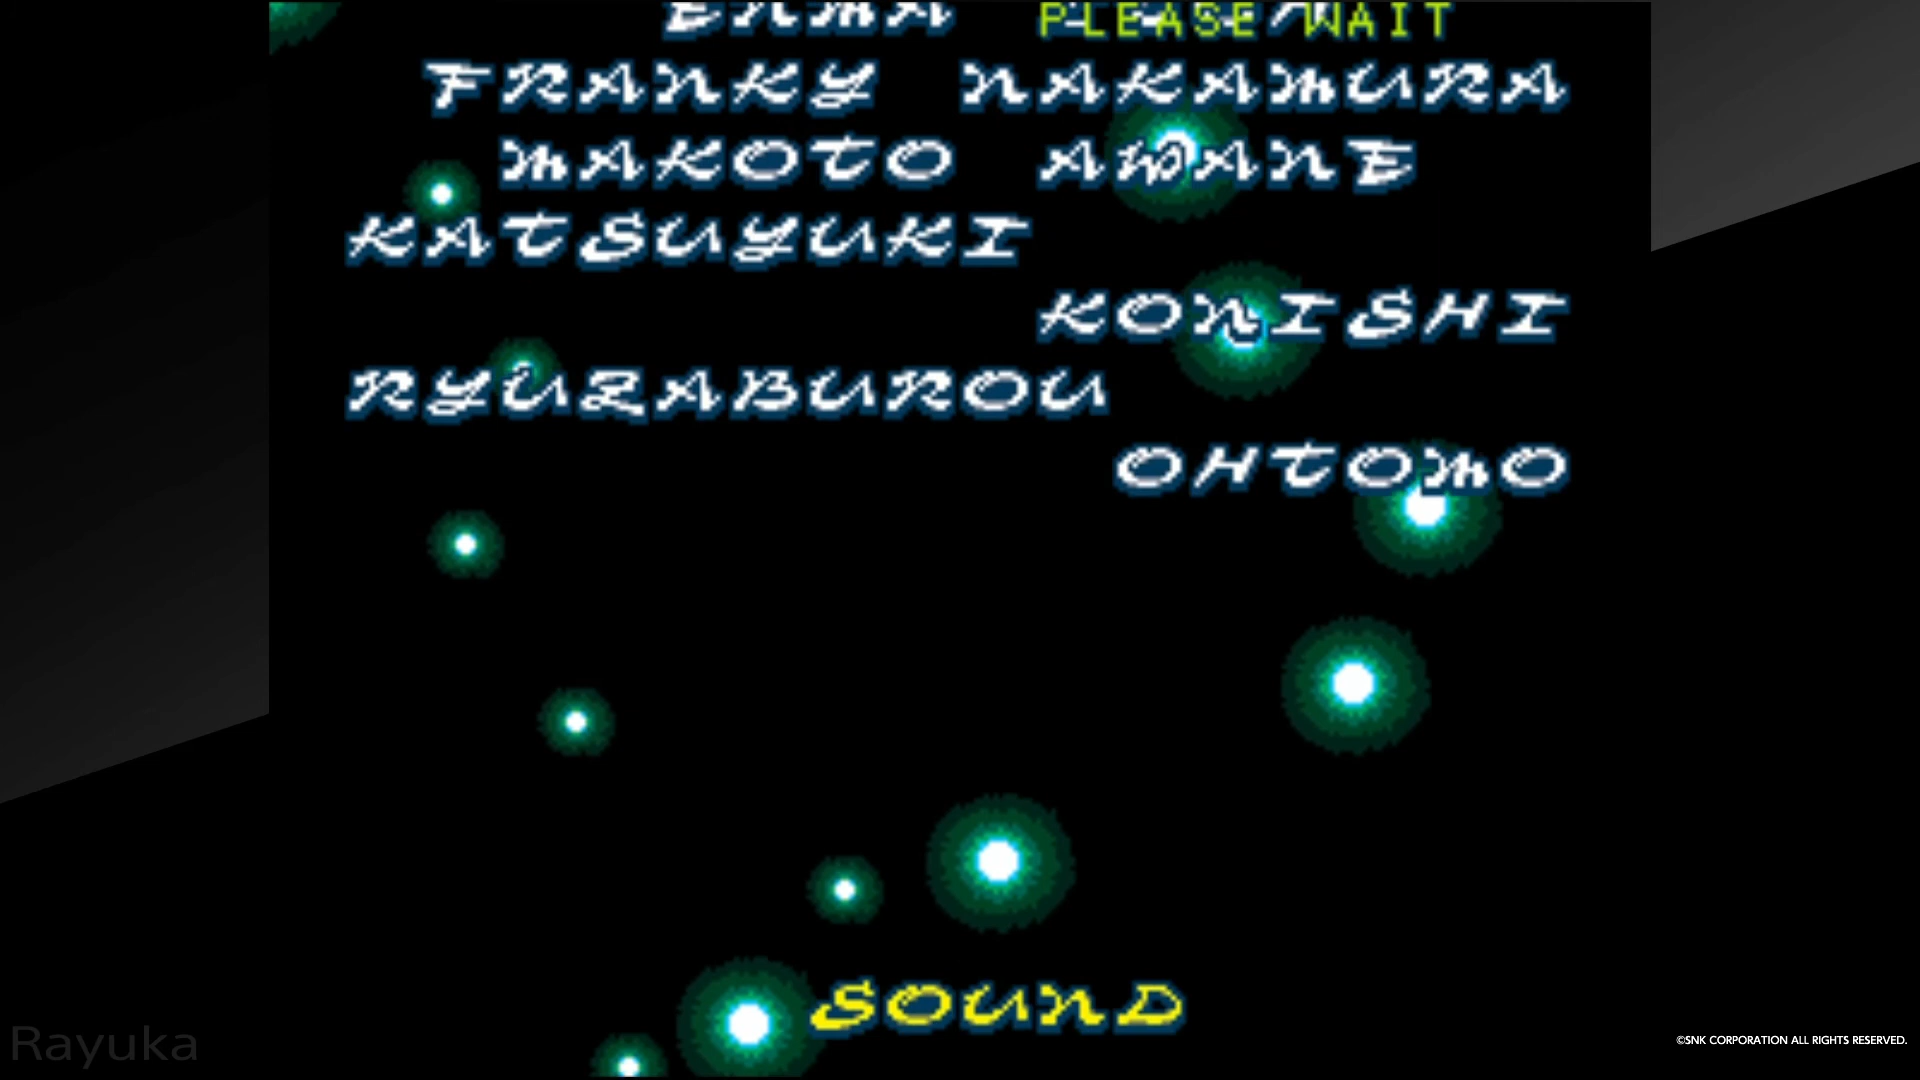 PLEASE WAIT
FRANKY NAKAMURA
MAKOTO AWANE
KATSUYUKI
KONISHI
RYUZABUROU
OHTOMO
SOUND
Rayuka
©SNK CORPORATION ALL RIGHTS RESERVED.